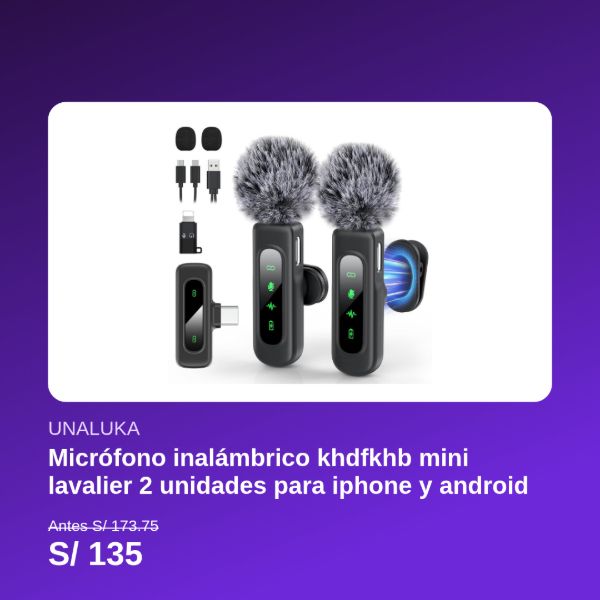 UNALUKA
Micrófono inalámbrico khdfkhb mini
lavalier 2 unidades para iphone y android
Antes S/ 173.75
S/ 135